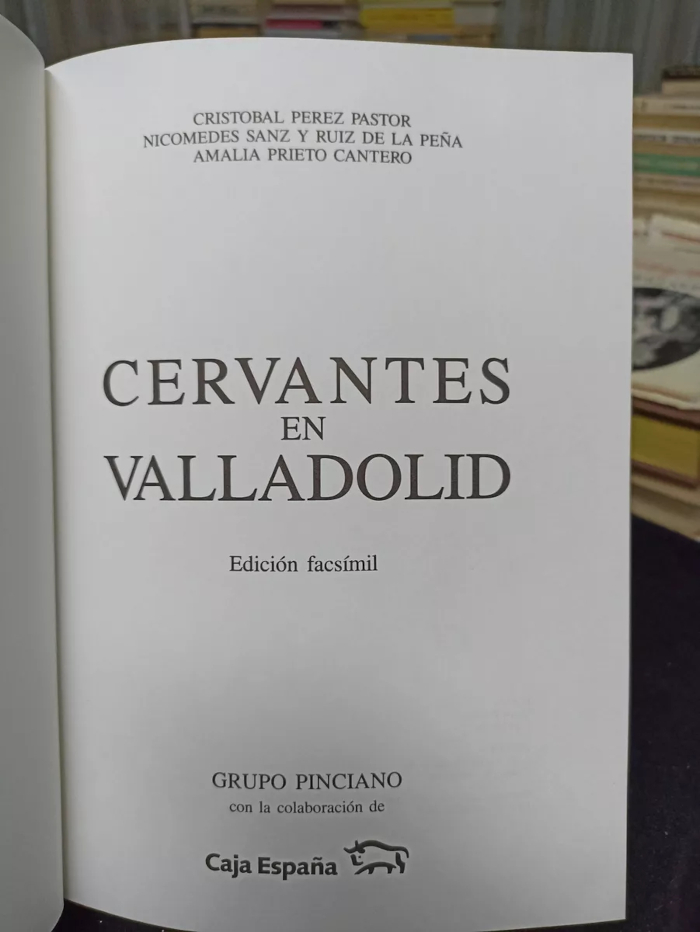 CRISTOBAL PEREZ PASTOR
NICOMEDES SANZ Y RUIZ DE LA PEÑA
AMALIA PRIETO CANTERO
CERVANTES
EN
VALLADOLID
Edición facsímil
GRUPO PINCIANO
con la colaboración de
Caja España